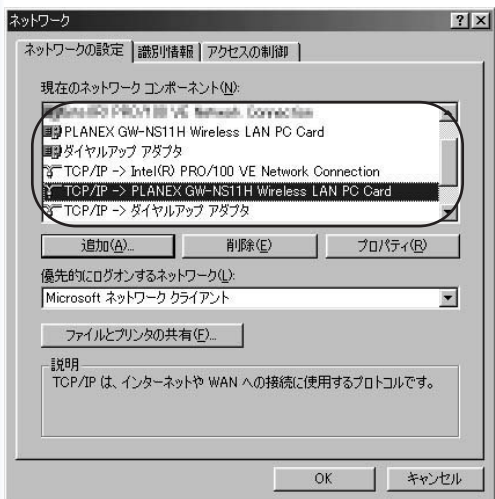 ネットワーク
ネットワークの設定 識別情報 アクセスの制御
現在のネットワーク コンポーネント(N):
PRO/100 VE Network Connection
PLANEX GW-NS11H Wireless LAN PC Card
ダイヤルアップ アダプタ
TCP/IP -> Intel(R) PRO/100 VE Network Connection
TCP/IP -> PLANEX GW-NS11H Wireless LAN PC Card
TCP/IP -> ダイヤルアップ アダプタ
追加(A)... 削除(E) プロパティ(R)
優先的にログオンするネットワーク(L):
Microsoft ネットワーク クライアント
ファイルとプリンタの共有(F)...
説明
TCP/IP は、インターネットや WAN への接続に使用するプロトコルです。
OK キャンセル